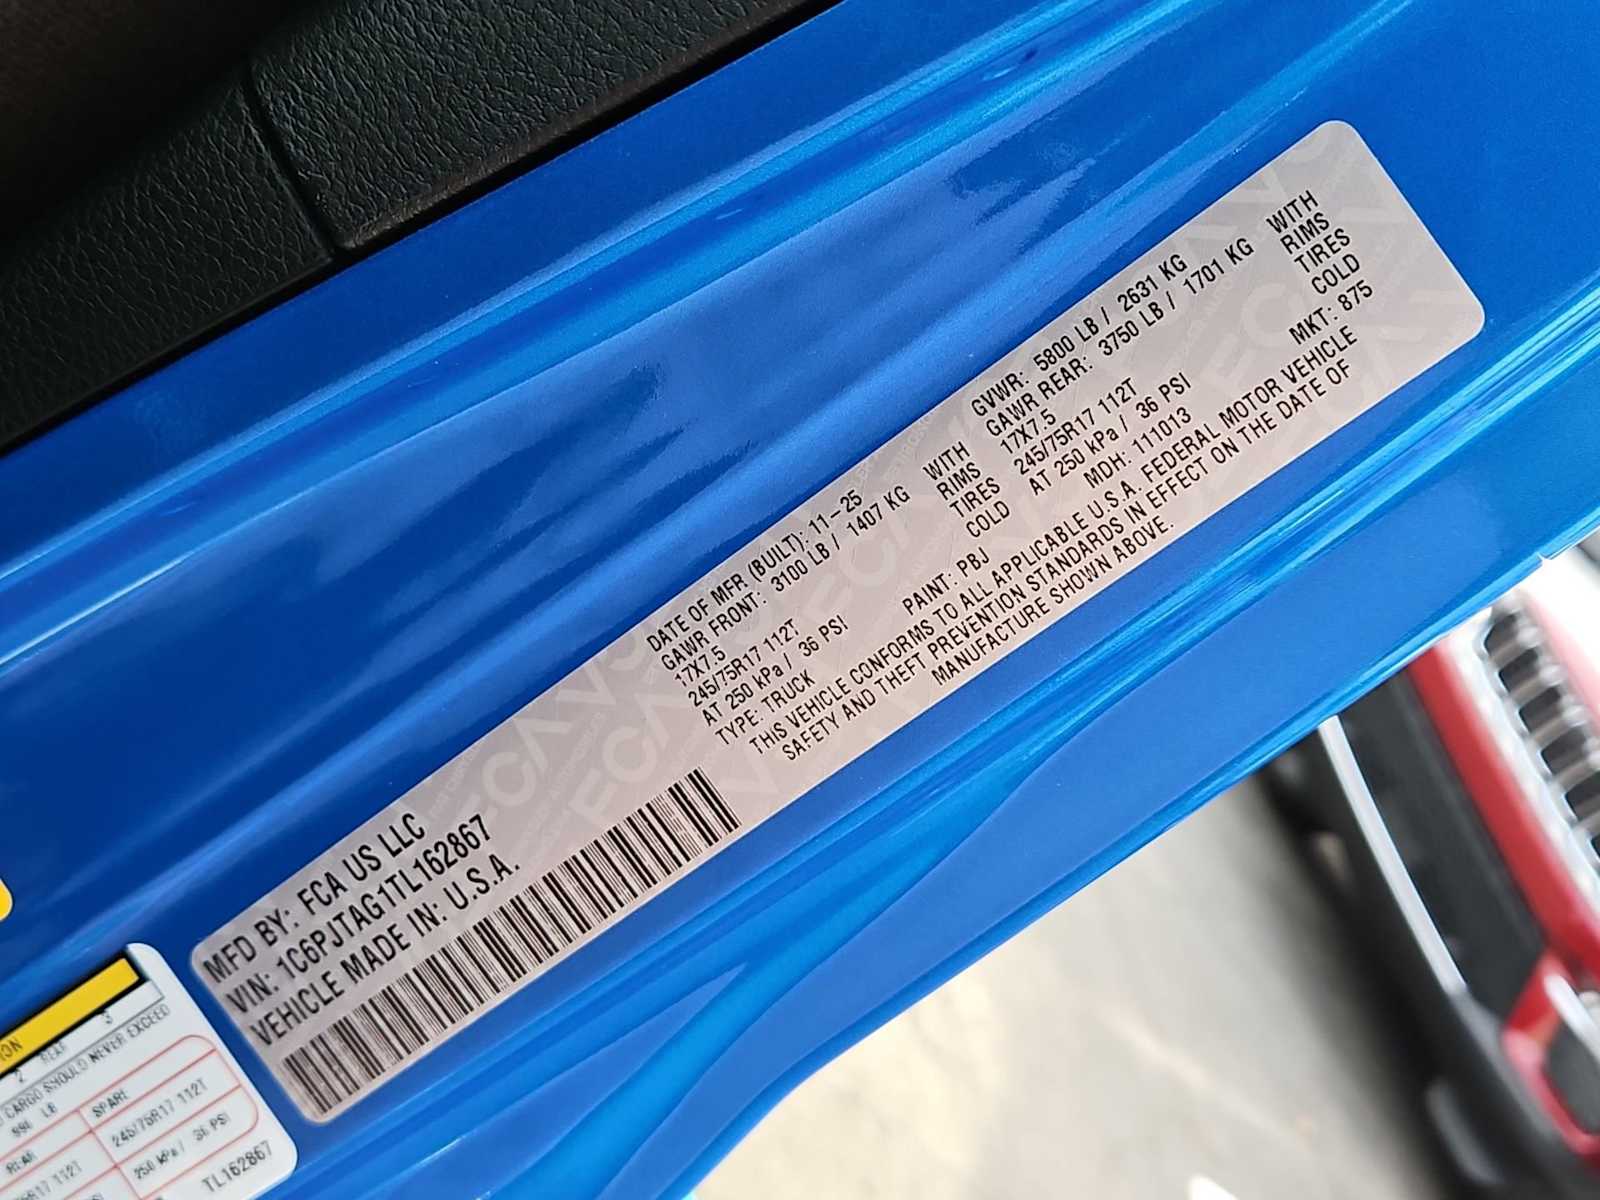 MFD BY: FCA US LLC
VIN: 1C6PJTAG1TL162867
VEHICLE MADE IN: U.S.A.
DATE OF MFR (BUILT): 11-25 GVWR: 5800 LB / 2631 KG
GAWR FRONT: 3100 LB / 1407 KG WITH GAWR REAR: 3750 LB / 1701 KG WITH
17X7.5 RIMS 17X7.5 RIMS
245/75R17 112T TIRES 245/75R17 112T TIRES
AT 250 kPa / 36 PSI COLD AT 250 kPa / 36 PSI COLD
TYPE: TRUCK PAINT: PBJ MDH: 111013 MKT: 875
THIS VEHICLE CONFORMS TO ALL APPLICABLE U.S.A. FEDERAL MOTOR VEHICLE
SAFETY AND THEFT PREVENTION STANDARDS IN EFFECT ON THE DATE OF
MANUFACTURE SHOWN ABOVE.
2 REAR 3
CARGO SHOULD NEVER EXCEED
LB
REAR SPARE
245/75R17 112T
250 kPa / 36 PSI
TL162867